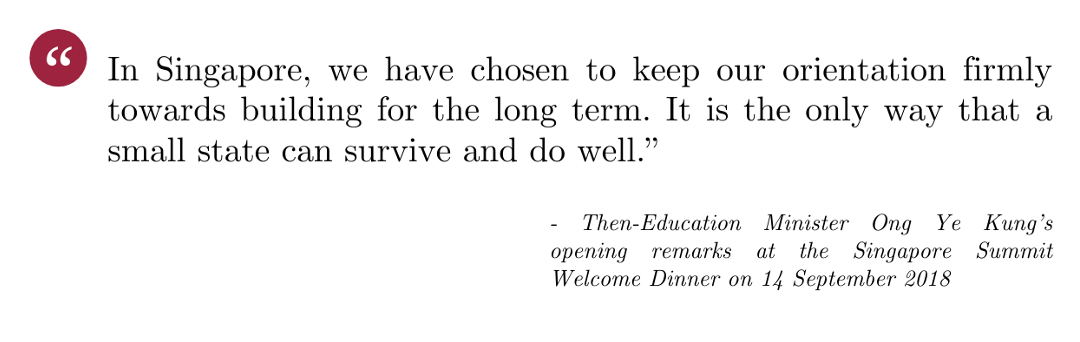 “
In Singapore, we have chosen to keep our orientation firmly
towards building for the long term. It is the only way that a
small state can survive and do well.”
- Then-Education Minister Ong Ye Kung's
opening remarks at the Singapore Summit
Welcome Dinner on 14 September 2018